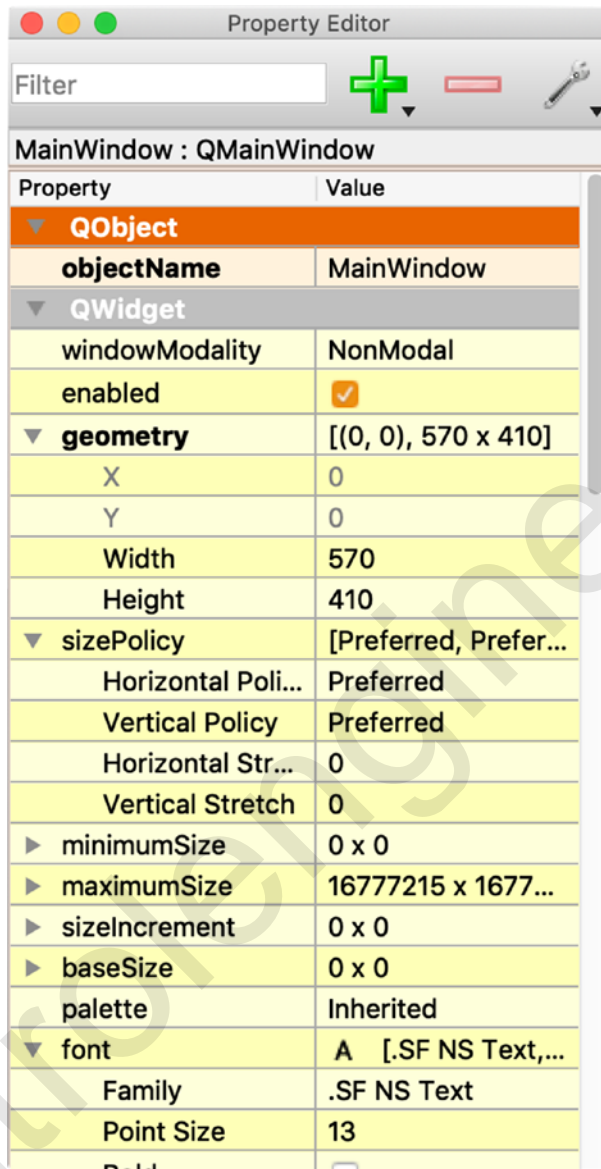 Property Editor
Filter
MainWindow : QMainWindow
Property Value
QObject
objectName MainWindow
QWidget
windowModality NonModal
enabled
geometry [(0, 0), 570 x 410]
X 0
Y 0
Width 570
Height 410
sizePolicy [Preferred, Prefer...
Horizontal Poli... Preferred
Vertical Policy Preferred
Horizontal Str... 0
Vertical Stretch 0
minimumSize 0 x 0
maximumSize 16777215 x 1677...
sizeIncrement 0 x 0
baseSize 0 x 0
palette Inherited
font A [.SF NS Text,...
Family .SF NS Text
Point Size 13